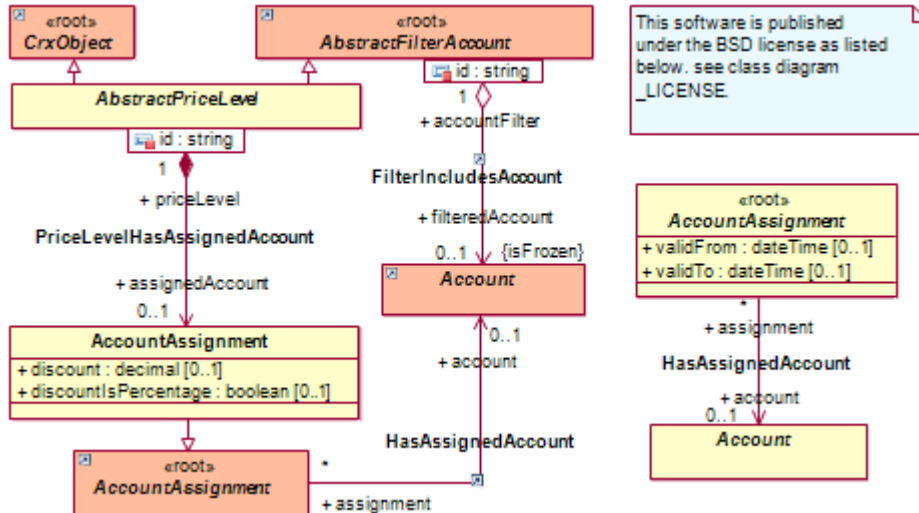 «root»
CrxObject
«root»
AbstractFilterAccount
This software is published
under the BSD license as listed
below. see class diagram
_LICENSE.
id : string
AbstractPriceLevel
1
+ accountFilter
id : string
1
+ priceLevel
FilterIncludesAccount
+ filteredAccount
PriceLevelHasAssignedAccount
0..1
{isFrozen}
Account
«root»
AccountAssignment
+ validFrom : dateTime [0..1]
+ validTo : dateTime [0..1]
+ assignedAccount
0..1
*
+ assignment
AccountAssignment
+ discount : decimal [0..1]
+ discountIsPercentage : boolean [0..1]
0..1
+ account
HasAssignedAccount
+ account
0..1
Account
HasAssignedAccount
«root»
AccountAssignment
*
+ assignment